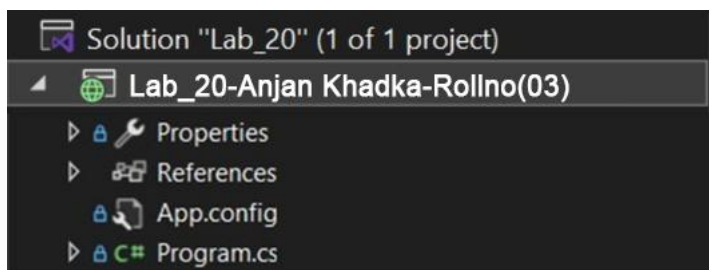 Solution "Lab_20" (1 of 1 project)
Lab_20-Anjan Khadka-Rollno(03)
Properties
References
App.config
C# Program.cs